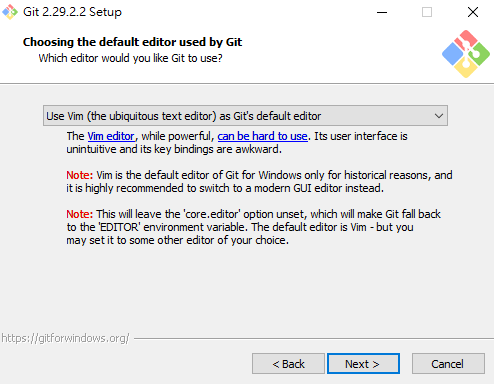 Git 2.29.2.2 Setup
Choosing the default editor used by Git
Which editor would you like Git to use?
Use Vim (the ubiquitous text editor) as Git's default editor
The Vim editor, while powerful, can be hard to use. Its user interface is
unintuitive and its key bindings are awkward.
Note: Vim is the default editor of Git for Windows only for historical reasons, and
it is highly recommended to switch to a modern GUI editor instead.
Note: This will leave the 'core.editor' option unset, which will make Git fall back
to the 'EDITOR' environment variable. The default editor is Vim - but you
may set it to some other editor of your choice.
https://gitforwindows.org/
< Back
Next >
Cancel